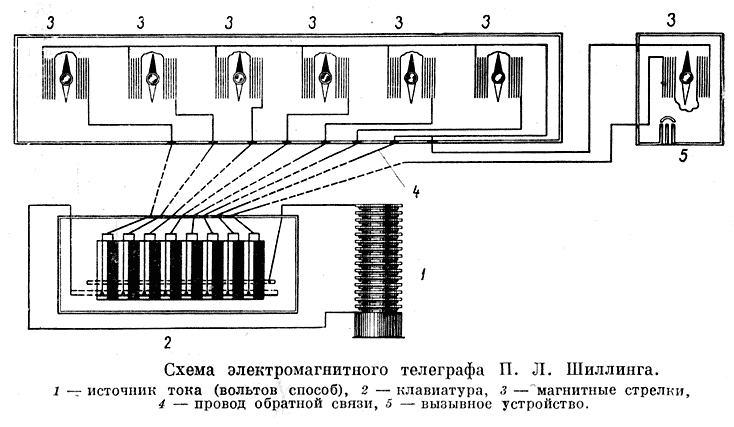 3 3 3 3 3 3 3
5
4
1
2
Схема электромагнитного телеграфа П. Л. Шиллинга.
1 — источник тока (вольтов способ), 2 — клавиатура, 3 — магнитные стрелки,
4 — провод обратной связи, 5 — вызывное устройство.